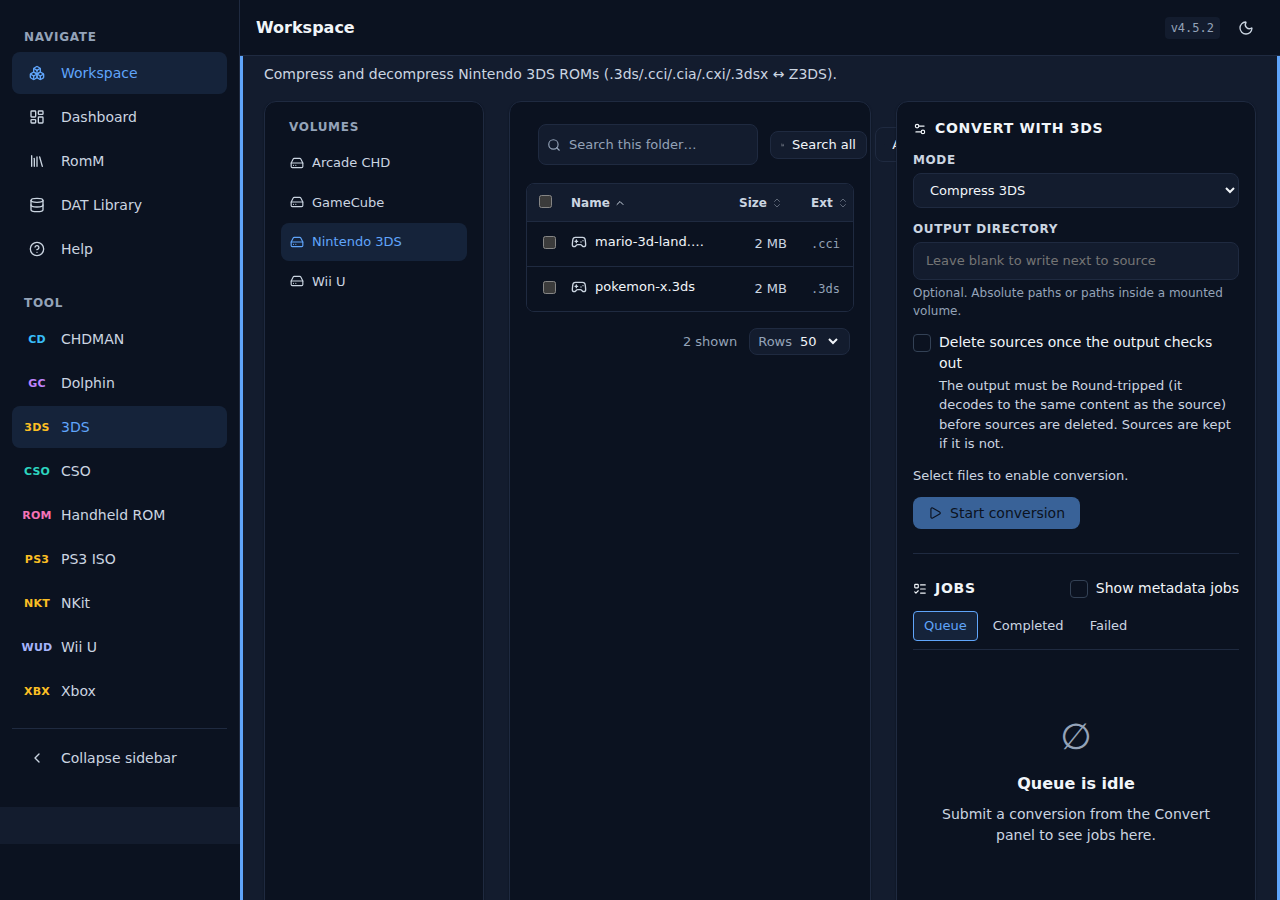 NAVIGATE
Workspace
Dashboard
RomM
DAT Library
Help
TOOL
CD CHDMAN
GC Dolphin
3DS 3DS
CSO CSO
ROM Handheld ROM
PS3 PS3 ISO
NKT NKit
WUD Wii U
XBX Xbox
Collapse sidebar
Workspace
v4.5.2
Compress and decompress Nintendo 3DS ROMs (.3ds/.cci/.cia/.cxi/.3dsx ↔ Z3DS).
VOLUMES
Arcade CHD
GameCube
Nintendo 3DS
Wii U
Search this folder…
Search all
Name Size Ext
mario-3d-land.… 2 MB .cci
pokemon-x.3ds 2 MB .3ds
2 shown Rows 50
CONVERT WITH 3DS
MODE
Compress 3DS
OUTPUT DIRECTORY
Leave blank to write next to source
Optional. Absolute paths or paths inside a mounted
volume.
Delete sources once the output checks
out
The output must be Round-tripped (it
decodes to the same content as the source)
before sources are deleted. Sources are kept
if it is not.
Select files to enable conversion.
Start conversion
JOBS Show metadata jobs
Queue Completed Failed
Queue is idle
Submit a conversion from the Convert
panel to see jobs here.